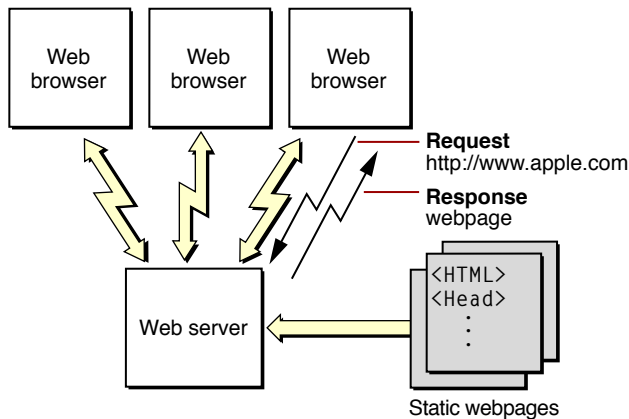 Web
browser
Web
browser
Web
browser
Request
http://www.apple.com
Response
webpage
<HTML>
<Head>
Web server
Static webpages